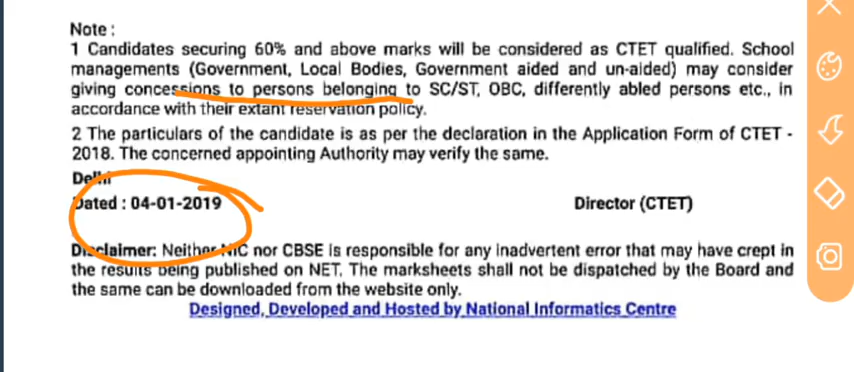 Note :
1 Candidates securing 60% and above marks will be considered as CTET qualified. School
managements (Government, Local Bodies, Government aided and un-aided) may consider
giving concessions to persons belonging to SC/ST, OBC, differently abled persons etc., in
accordance with their extant reservation policy.
2 The particulars of the candidate is as per the declaration in the Application Form of CTET -
2018. The concerned appointing Authority may verify the same.
Delhi
Dated : 04-01-2019 Director (CTET)
Disclaimer: Neither NIC nor CBSE is responsible for any inadvertent error that may have crept in
the results being published on NET. The marksheets shall not be dispatched by the Board and
the same can be downloaded from the website only.
Designed, Developed and Hosted by National Informatics Centre